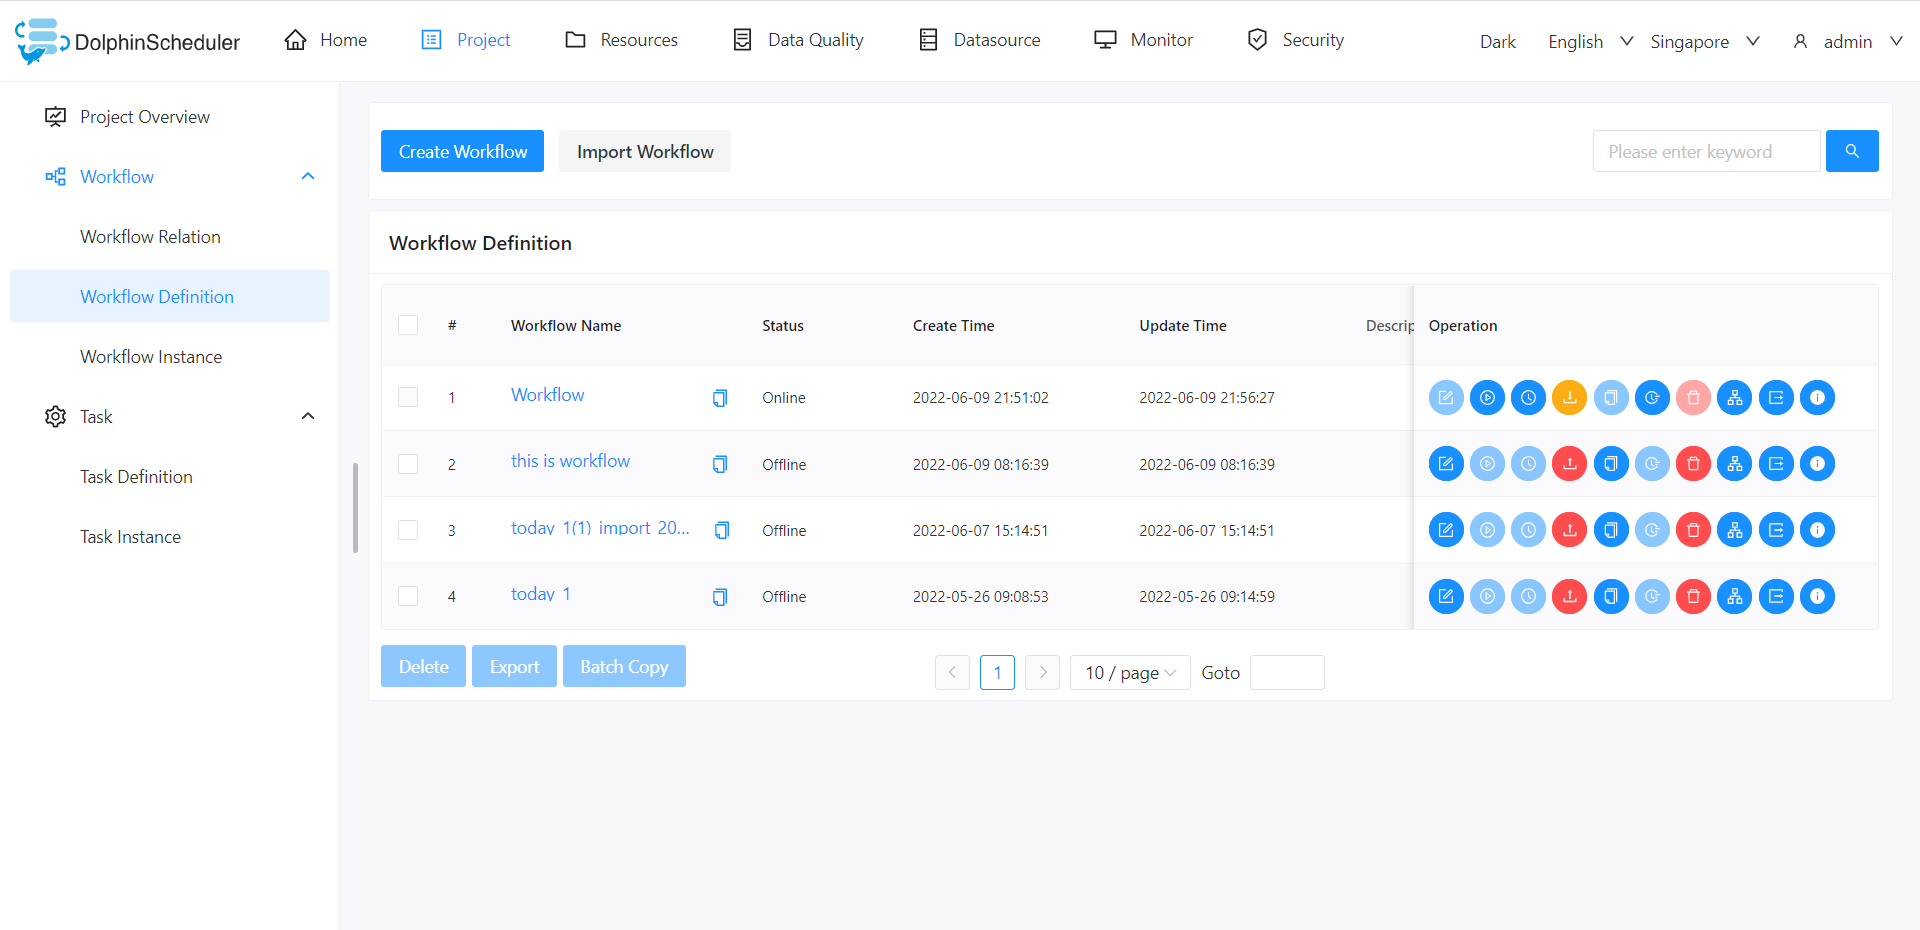 DolphinScheduler Home Project Resources Data Quality Datasource Monitor Security Dark English Singapore admin
Project Overview
Workflow
Workflow Relation
Workflow Definition
Workflow Instance
Task
Task Definition
Task Instance
Create Workflow Import Workflow Please enter keyword
Workflow Definition
# Workflow Name Status Create Time Update Time Descrip Operation
1 Workflow Online 2022-06-09 21:51:02 2022-06-09 21:56:27
2 this is workflow Offline 2022-06-09 08:16:39 2022-06-09 08:16:39
3 today_1(1)_import_20... Offline 2022-06-07 15:14:51 2022-06-07 15:14:51
4 today_1 Offline 2022-05-26 09:08:53 2022-05-26 09:14:59
Delete Export Batch Copy 1 10 / page Goto